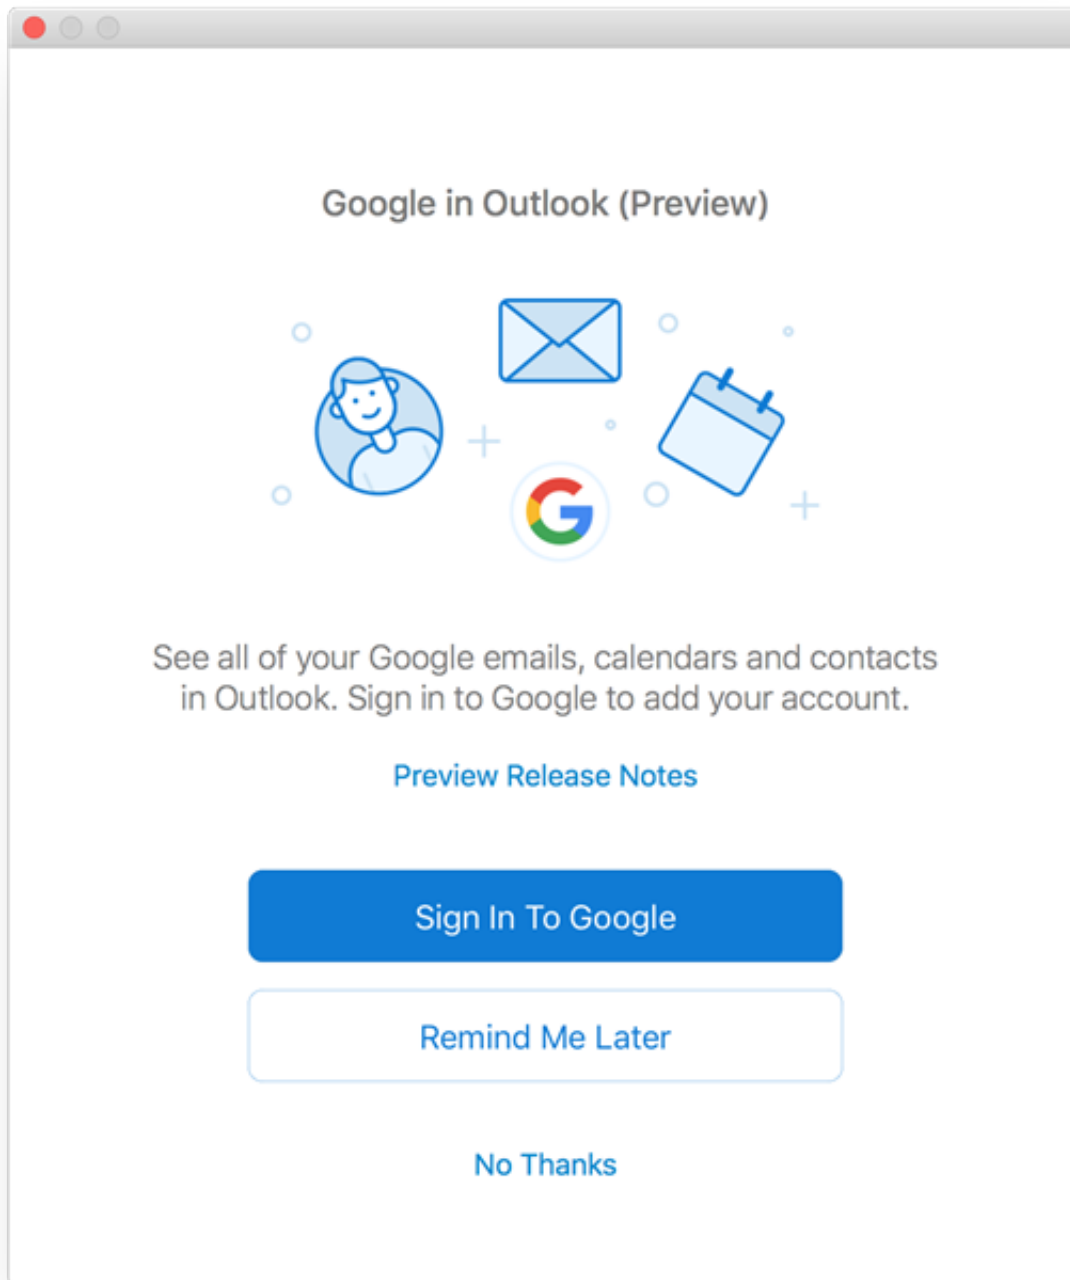 Google in Outlook (Preview)
See all of your Google emails, calendars and contacts
in Outlook. Sign in to Google to add your account.
Preview Release Notes
Sign In To Google
Remind Me Later
No Thanks